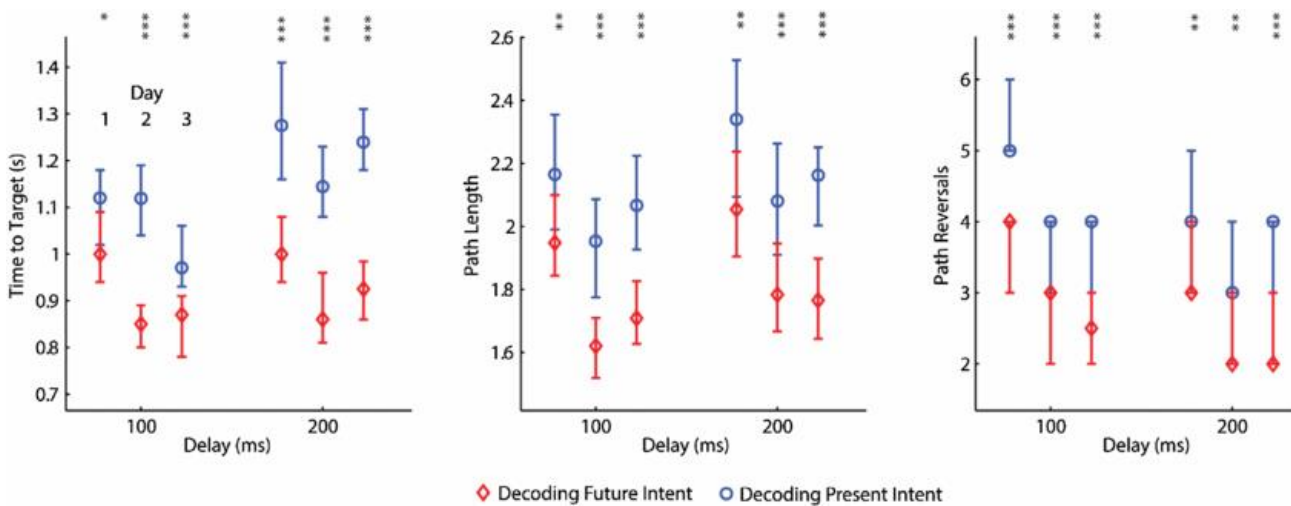 * *** *** *** *** ***
1.4
1.3
1.2
1.1
1
0.9
0.8
0.7
Time to Target (s)
Day
1 2 3
100 200
Delay (ms)
** *** *** ** *** ***
2.6
2.4
2.2
2
1.8
1.6
Path Length
100 200
Delay (ms)
*** *** *** ** ** ***
6
5
4
3
2
Path Reversals
100 200
Delay (ms)
Decoding Future Intent Decoding Present Intent